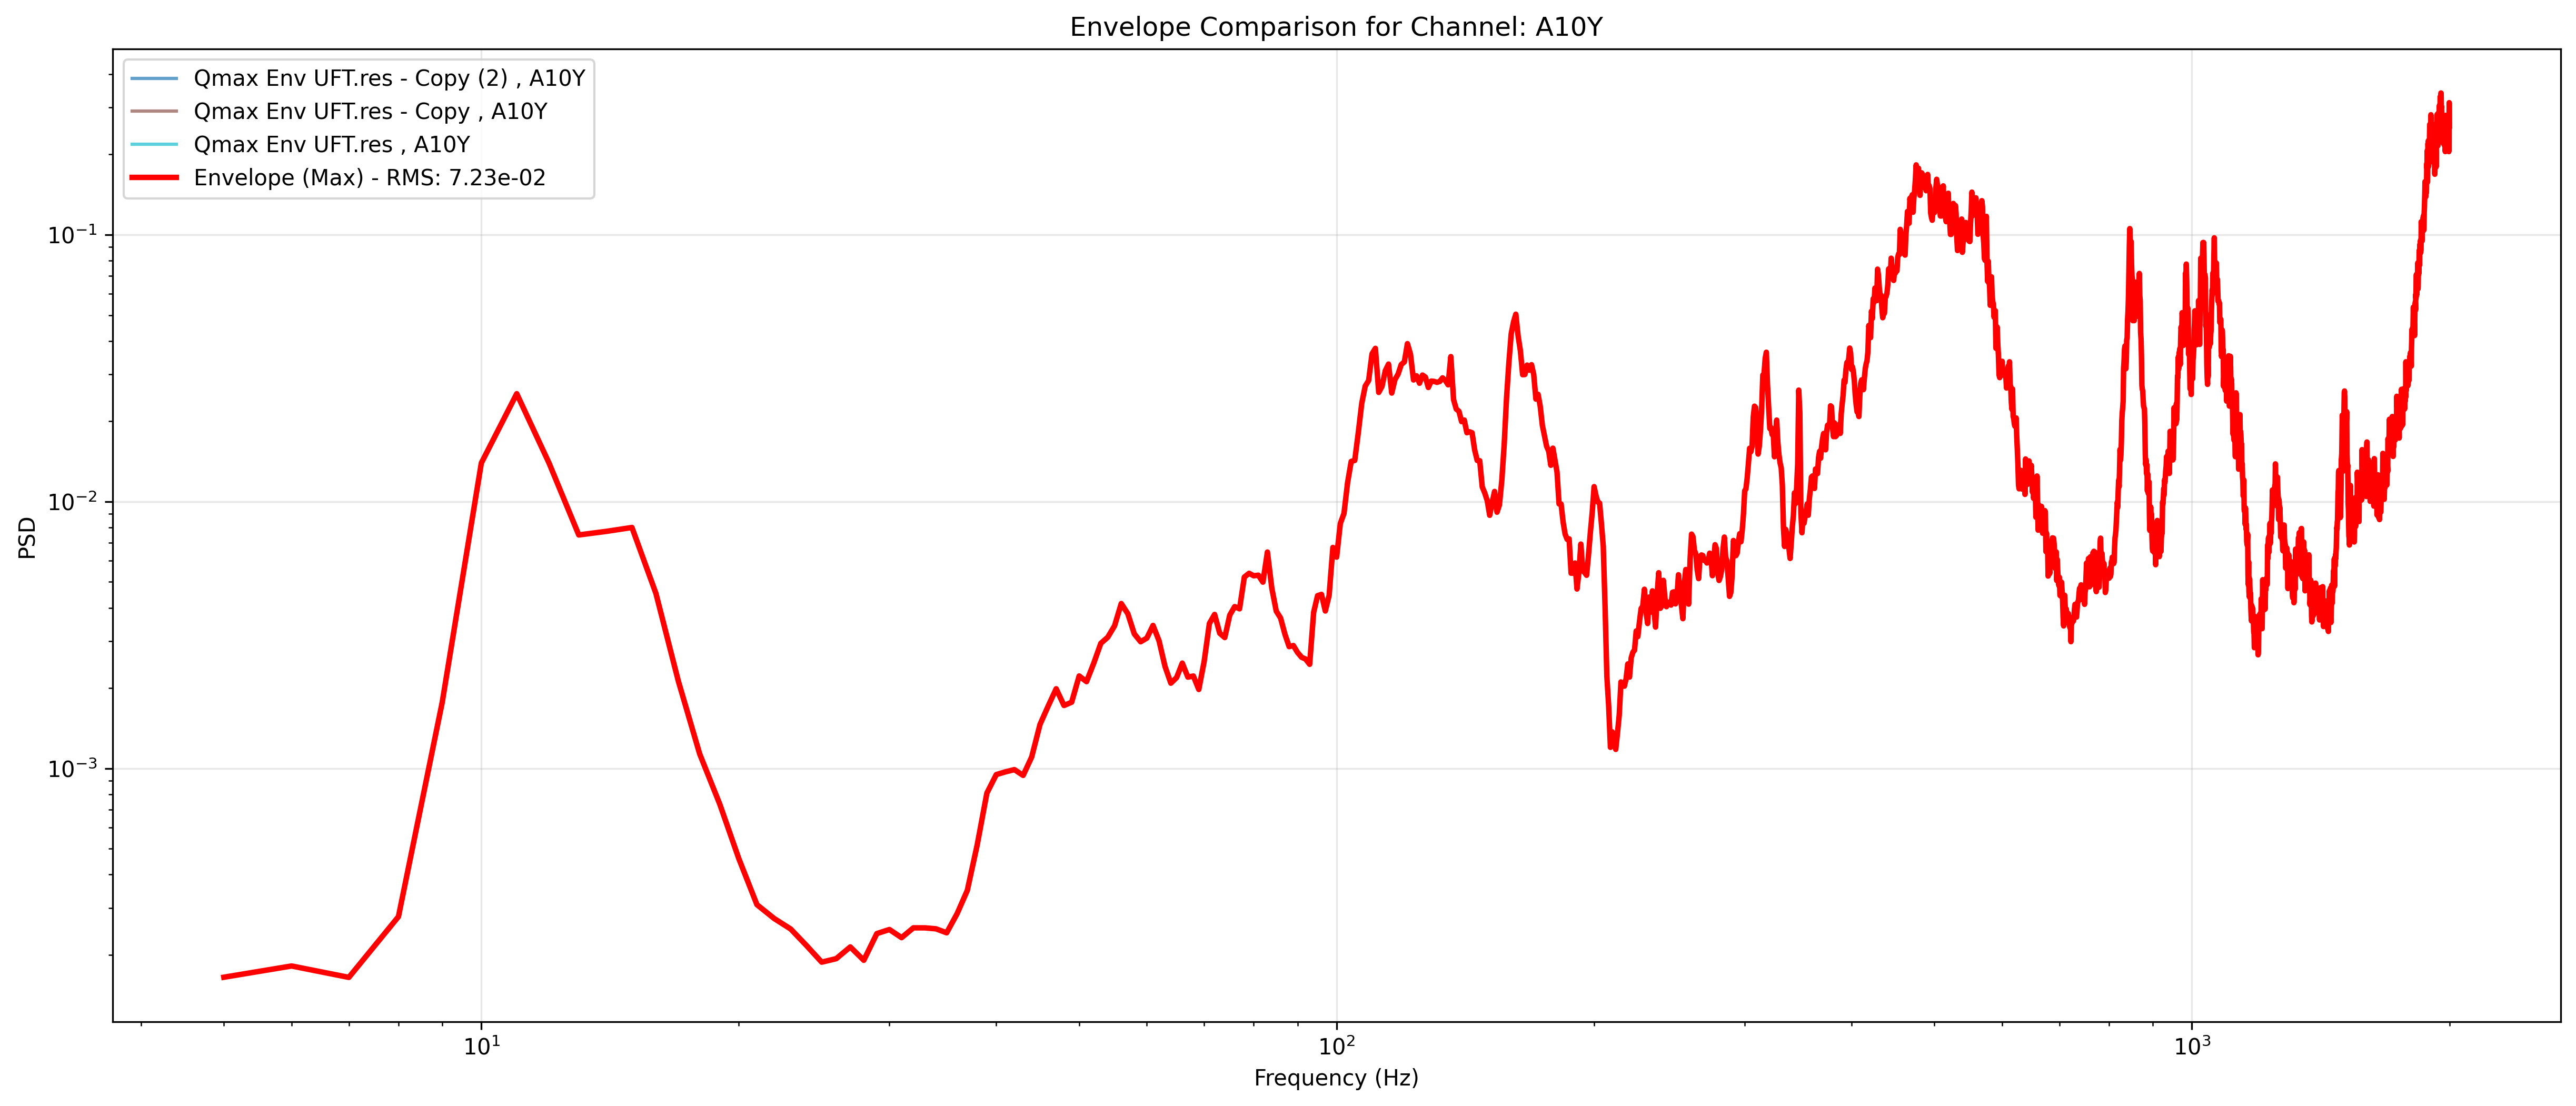 Envelope Comparison for Channel: A10Y
Qmax Env UFT.res - Copy (2) , A10Y
Qmax Env UFT.res - Copy , A10Y
Qmax Env UFT.res , A10Y
Envelope (Max) - RMS: 7.23e-02
10⁻¹
10⁻²
10⁻³
PSD
10¹
10²
10³
Frequency (Hz)